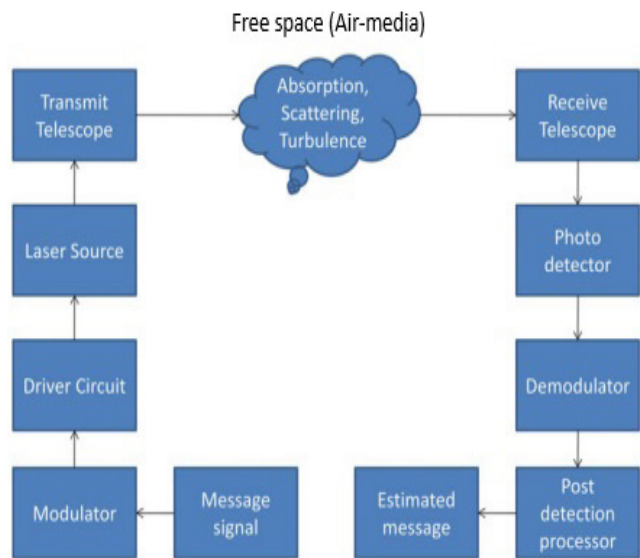 Free space (Air-media)
Transmit
Telescope
Absorption,
Scattering,
Turbulence
Receive
Telescope
Laser Source
Photo
detector
Driver Circuit
Demodulator
Modulator
Message
signal
Estimated
message
Post
detection
processor